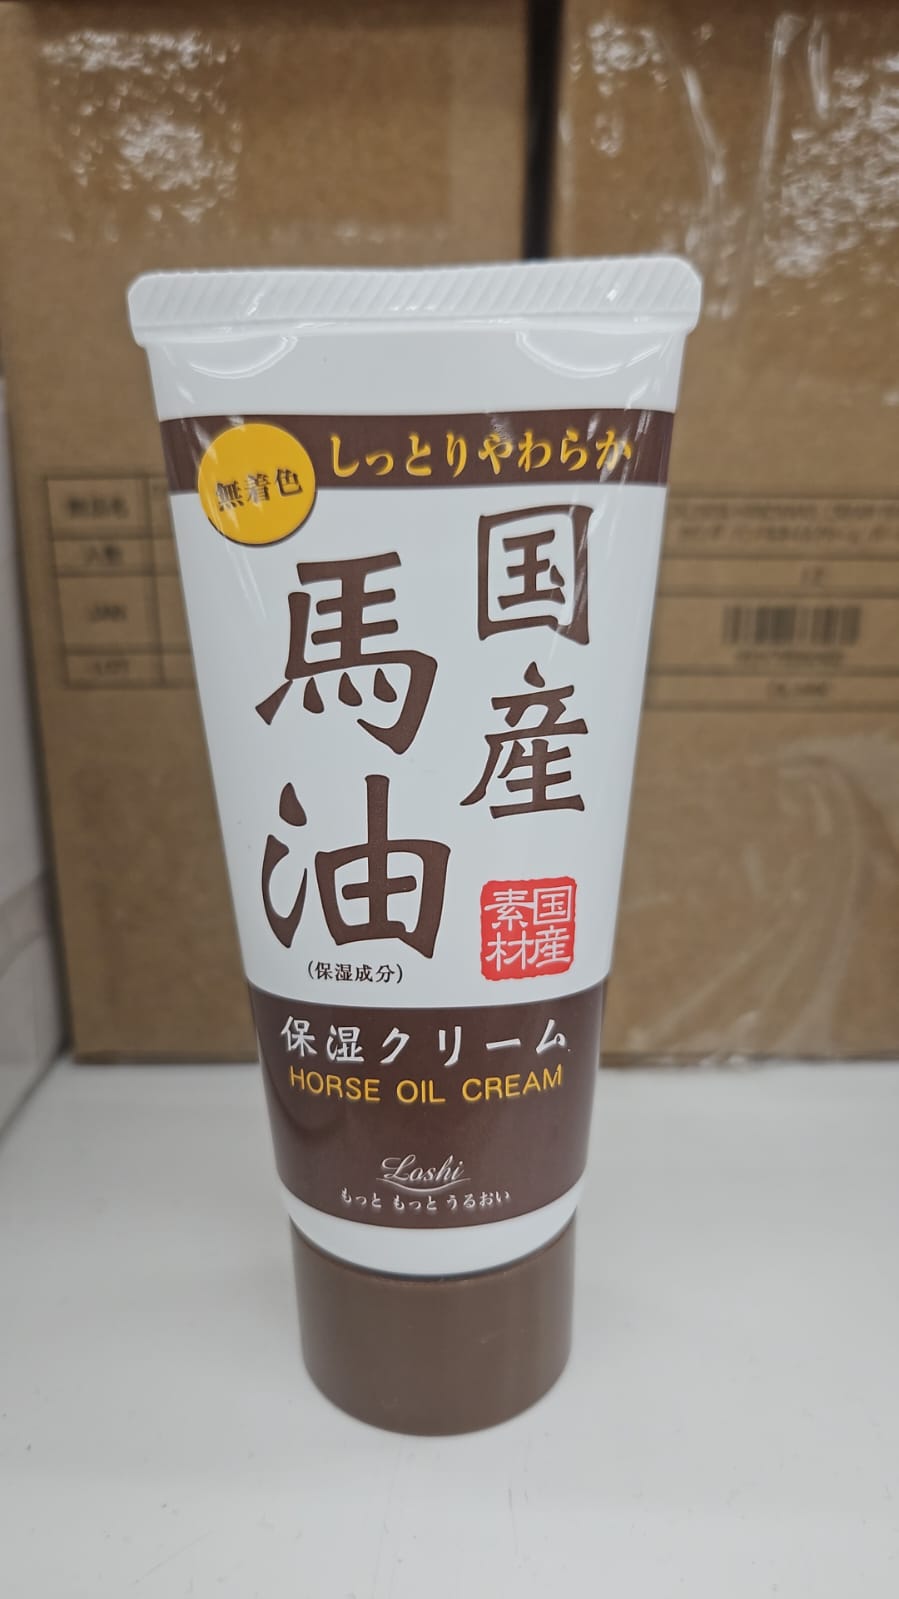 しっとりやわらか
無着色
国産
馬油
(保湿成分)
国産
素材
保湿クリーム
HORSE OIL CREAM
Loshi
もっと もっと うるおい